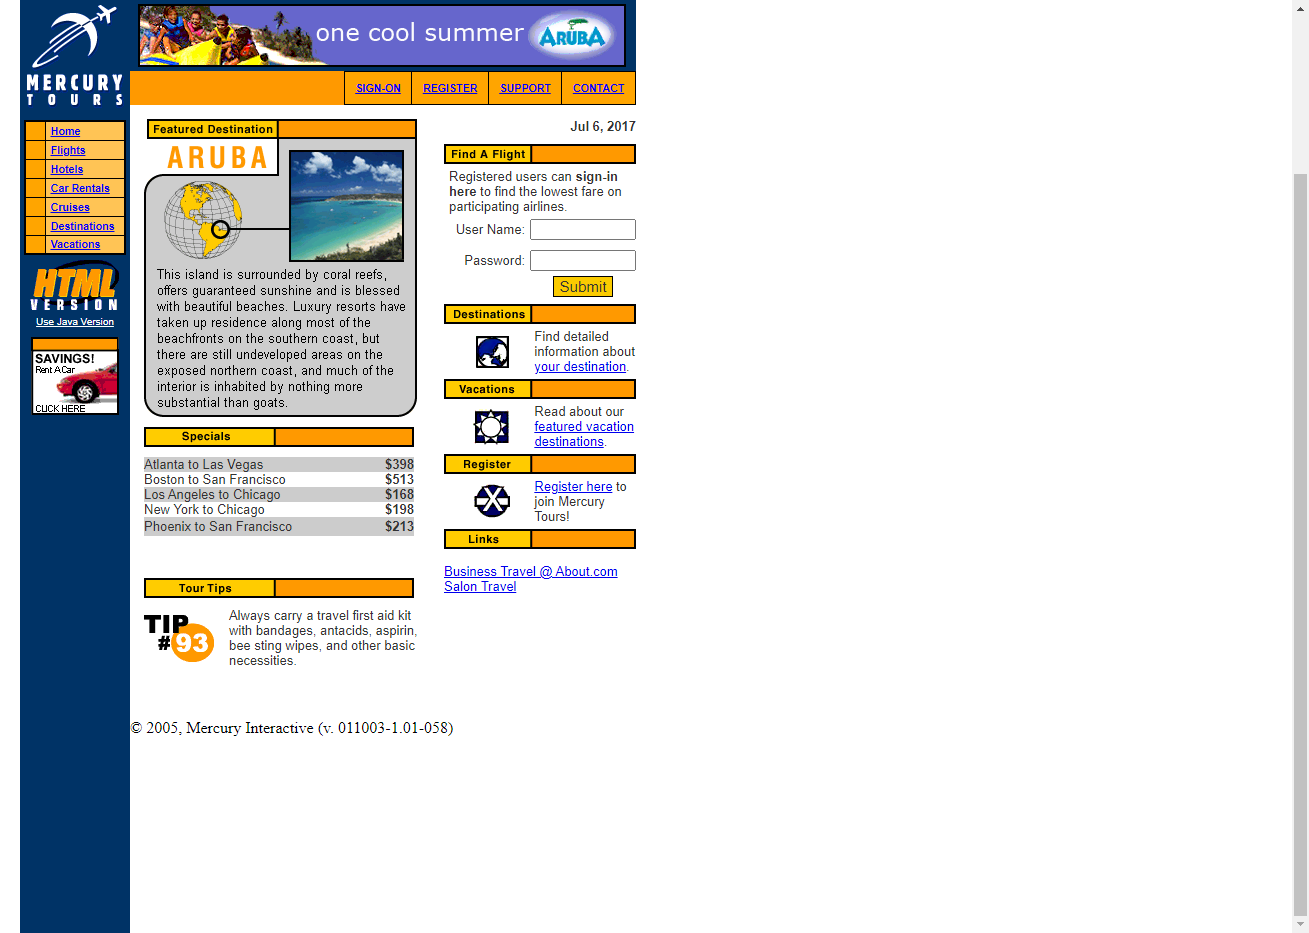 MERCURY
TOURS
one cool summer ARUBA
SIGN-ON REGISTER SUPPORT CONTACT
Home
Flights
Hotels
Car Rentals
Cruises
Destinations
Vacations
HTML
VERSION
Use Java Version
SAVINGS!
Rent A Car
CLICK HERE
Featured Destination
ARUBA
This island is surrounded by coral reefs,
offers guaranteed sunshine and is blessed
with beautiful beaches. Luxury resorts have
taken up residence along most of the
beachfronts on the southern coast, but
there are still undeveloped areas on the
exposed northern coast, and much of the
interior is inhabited by nothing more
substantial than goats.
Specials
Atlanta to Las Vegas $398
Boston to San Francisco $513
Los Angeles to Chicago $168
New York to Chicago $198
Phoenix to San Francisco $213
Tour Tips
TIP
#93
Always carry a travel first aid kit
with bandages, antacids, aspirin,
bee sting wipes, and other basic
necessities.
Jul 6, 2017
Find A Flight
Registered users can sign-in
here to find the lowest fare on
participating airlines.
User Name:
Password:
Submit
Destinations
Find detailed
information about
your destination.
Vacations
Read about our
featured vacation
destinations.
Register
Register here to
join Mercury
Tours!
Links
Business Travel @ About.com
Salon Travel
© 2005, Mercury Interactive (v. 011003-1.01-058)